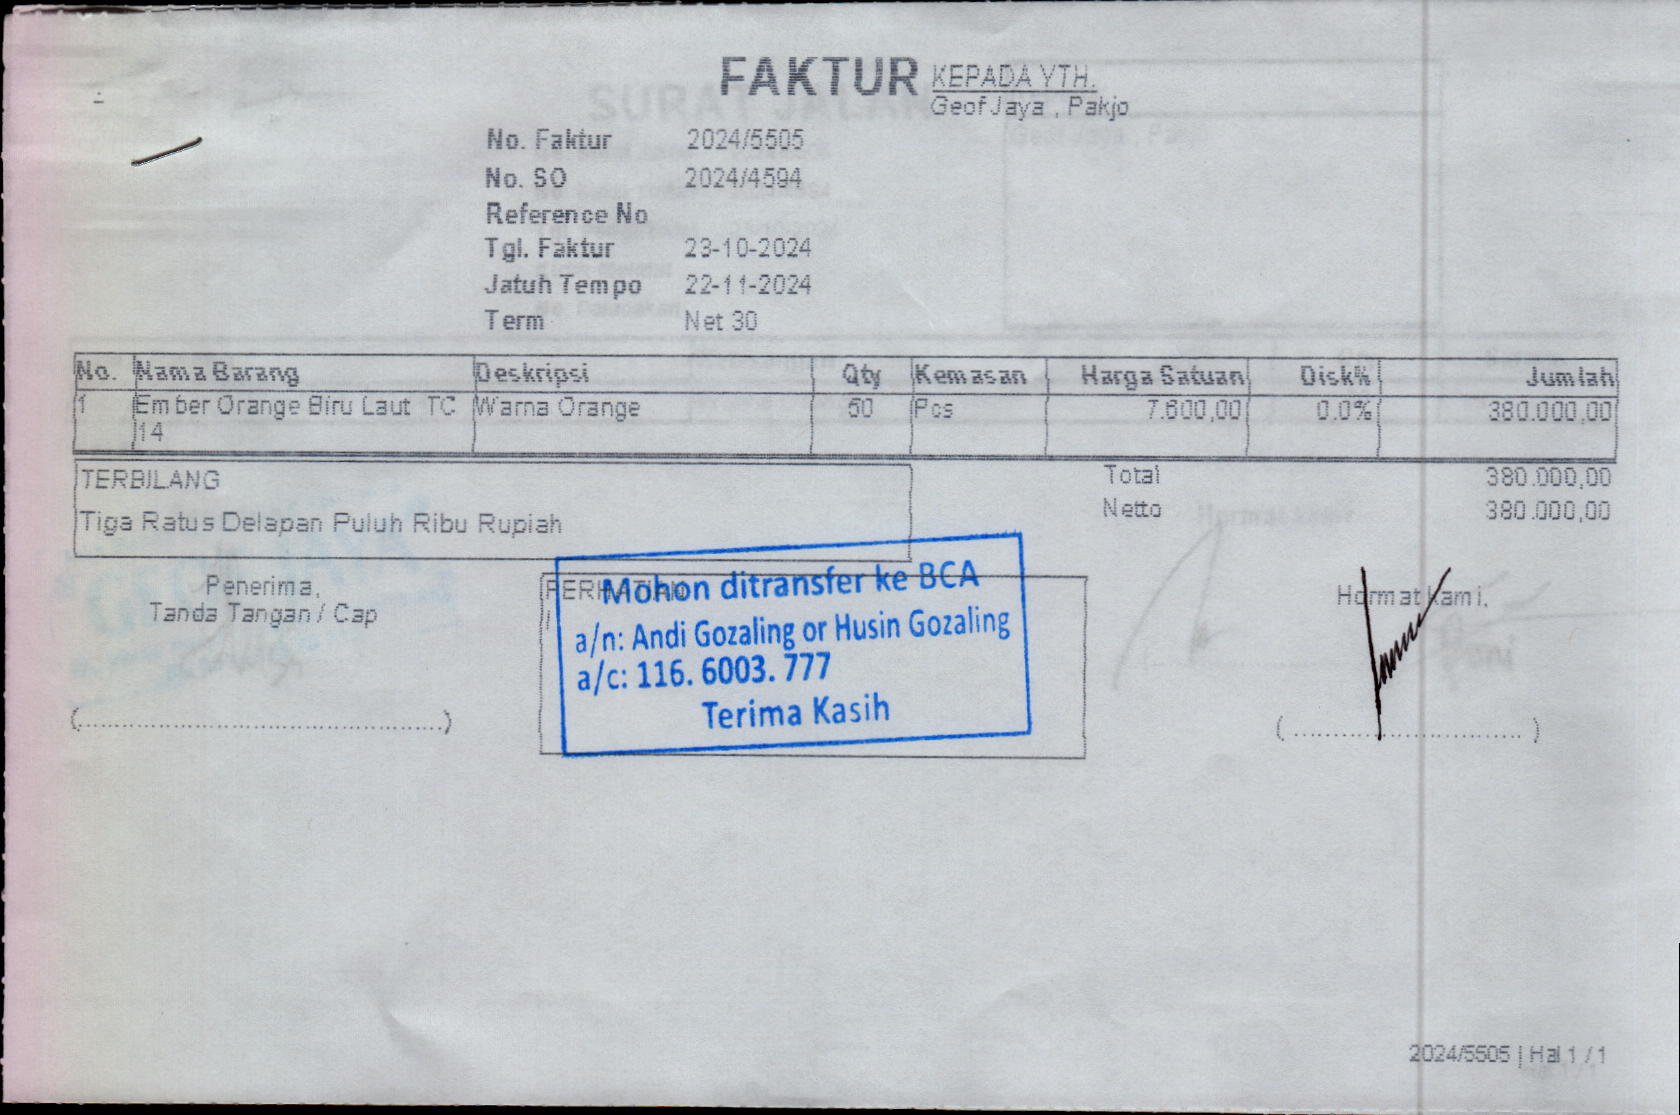 FAKTUR
KEPADA YTH.
Geof Jaya , Pakjo
No. Faktur 2024/5505
No. SO 2024/4594
Reference No
Tgl. Faktur 23-10-2024
Jatuh Tempo 22-11-2024
Term Net 30
No. Nama Barang Deskripsi Qty Kemasan Harga Satuan Disk% Jumlah
1 Ember Orange Biru Laut TC Warna Orange 50 Pcs 7.600,00 0.0% 380.000,00
14
TERBILANG Total 380.000,00
Tiga Ratus Delapan Puluh Ribu Rupiah Netto 380.000,00
Penerima,
Tanda Tangan / Cap
(........................................)
Mohon ditransfer ke BCA
a/n: Andi Gozaling or Husin Gozaling
a/c: 116. 6003. 777
Terima Kasih
Hormat Kami,
(............................)
2024/5505 | Hal 1 / 1